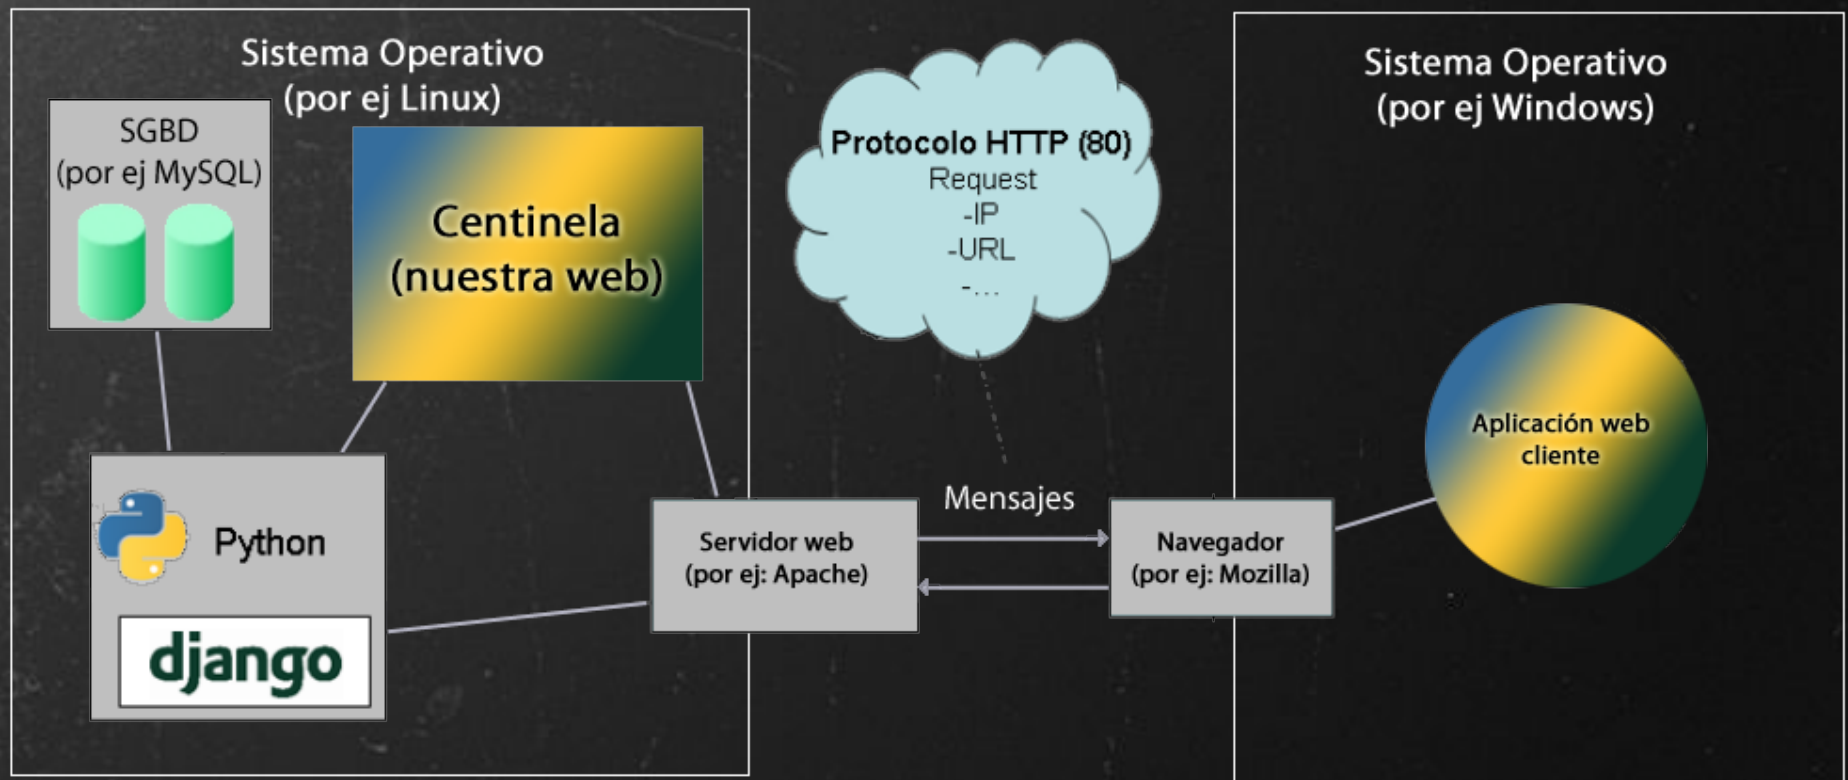 Sistema Operativo
(por ej Linux)
SGBD
(por ej MySQL)
Centinela
(nuestra web)
Python
django
Servidor web
(por ej: Apache)
Protocolo HTTP (80)
Request
-IP
-URL
-...
Mensajes
Navegador
(por ej: Mozilla)
Sistema Operativo
(por ej Windows)
Aplicación web
cliente